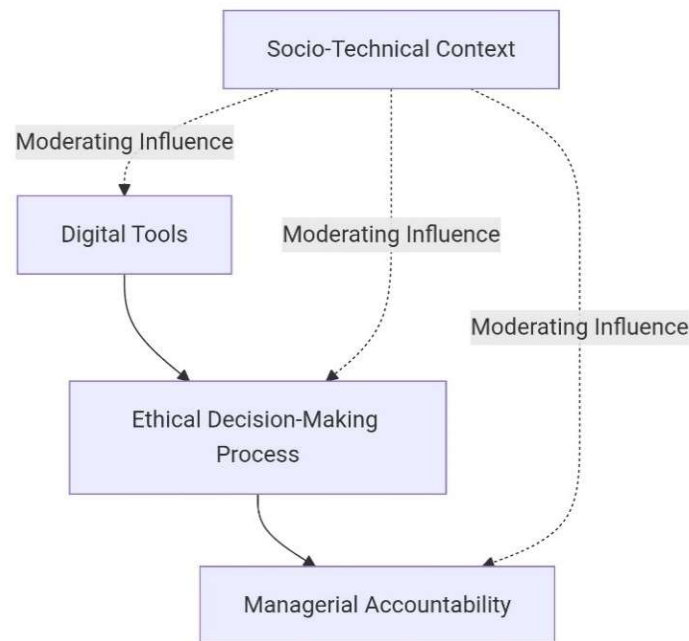 Socio-Technical Context
Moderating Influence
Digital Tools
Moderating Influence
Moderating Influence
Ethical Decision-Making
Process
Managerial Accountability